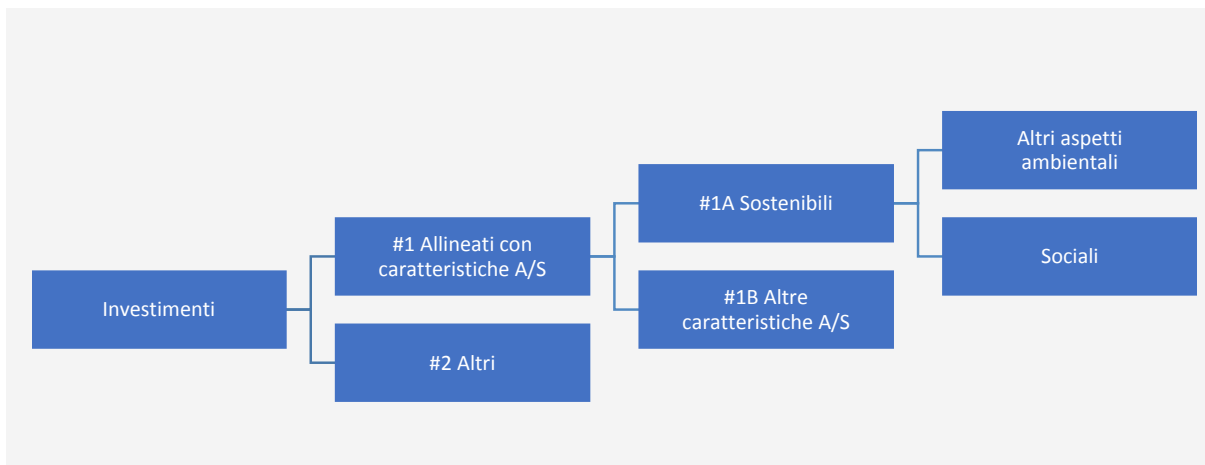 Investimenti
#1 Allineati con
caratteristiche A/S
#2 Altri
#1A Sostenibili
#1B Altre
caratteristiche A/S
Altri aspetti
ambientali
Sociali